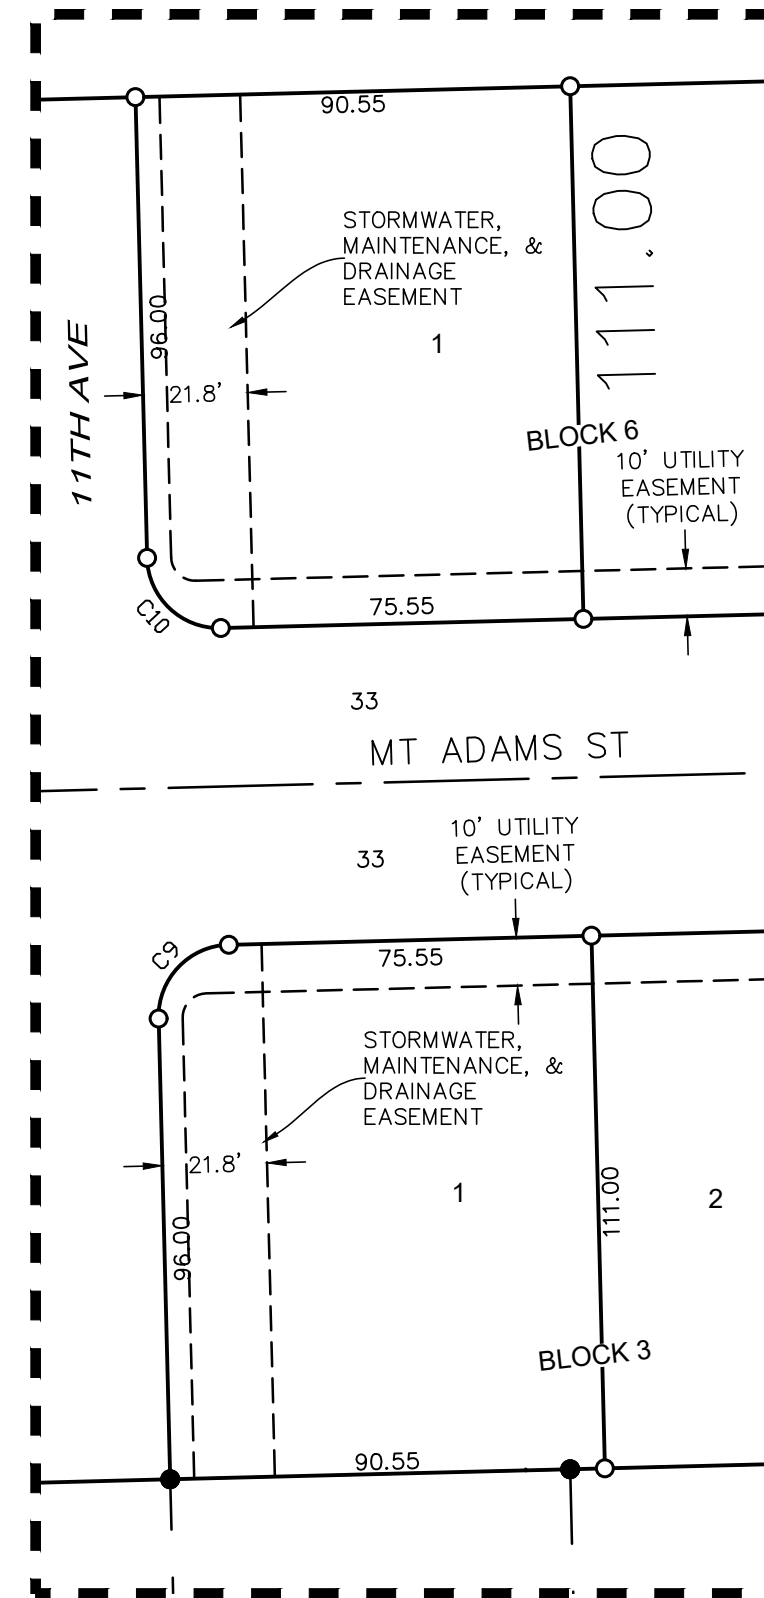 90.55
STORMWATER,
MAINTENANCE, &
DRAINAGE
EASEMENT
111.00
96.00
11TH AVE
1
21.8'
BLOCK 6
10' UTILITY
EASEMENT
(TYPICAL)
C10
75.55
33
MT ADAMS ST
33
10' UTILITY
EASEMENT
(TYPICAL)
C9
75.55
STORMWATER,
MAINTENANCE, &
DRAINAGE
EASEMENT
21.8'
96.00
1
111.00
2
BLOCK 3
90.55